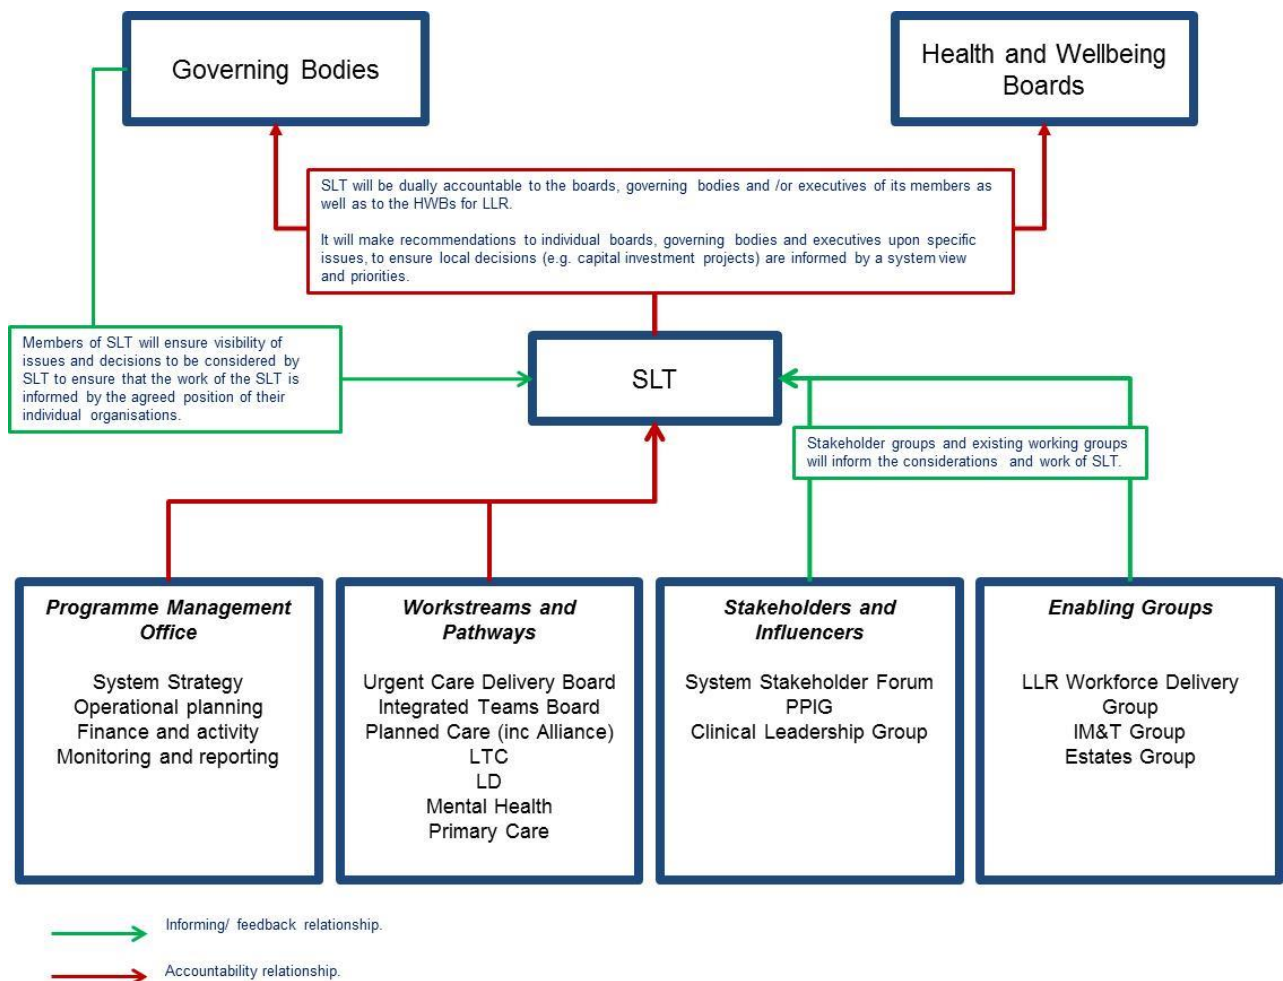 Governing Bodies
Health and Wellbeing
Boards
SLT will be dually accountable to the boards, governing bodies and /or executives of its members as
well as to the HWBs for LLR.
It will make recommendations to individual boards, governing bodies and executives upon specific
issues, to ensure local decisions (e.g. capital investment projects) are informed by a system view
and priorities.
Members of SLT will ensure visibility of
issues and decisions to be considered by
SLT to ensure that the work of the SLT is
informed by the agreed position of their
individual organisations.
SLT
Stakeholder groups and existing working groups
will inform the considerations and work of SLT.
Programme Management
Office
System Strategy
Operational planning
Finance and activity
Monitoring and reporting
Workstreams and
Pathways
Urgent Care Delivery Board
Integrated Teams Board
Planned Care (inc Alliance)
LTC
LD
Mental Health
Primary Care
Stakeholders and
Influencers
System Stakeholder Forum
PPIG
Clinical Leadership Group
Enabling Groups
LLR Workforce Delivery
Group
IM&T Group
Estates Group
Informing/ feedback relationship.
Accountability relationship.